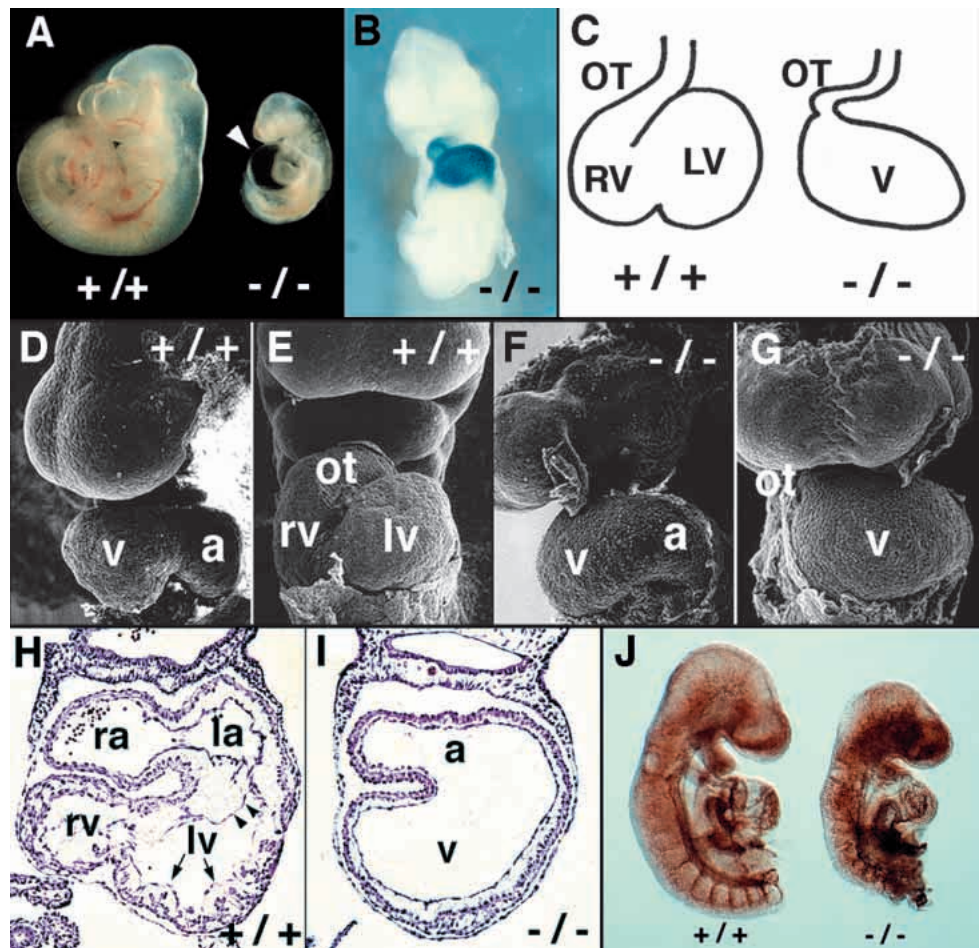 A
+/+
-/-
B
-/-
C
OT
RV
LV
+/+
OT
V
-/-
D
+/+
v
a
E
+/+
ot
rv
lv
F
-/-
v
a
G
-/-
ot
v
H
ra
la
rv
lv
+/+
I
a
v
-/-
J
+/+
-/-